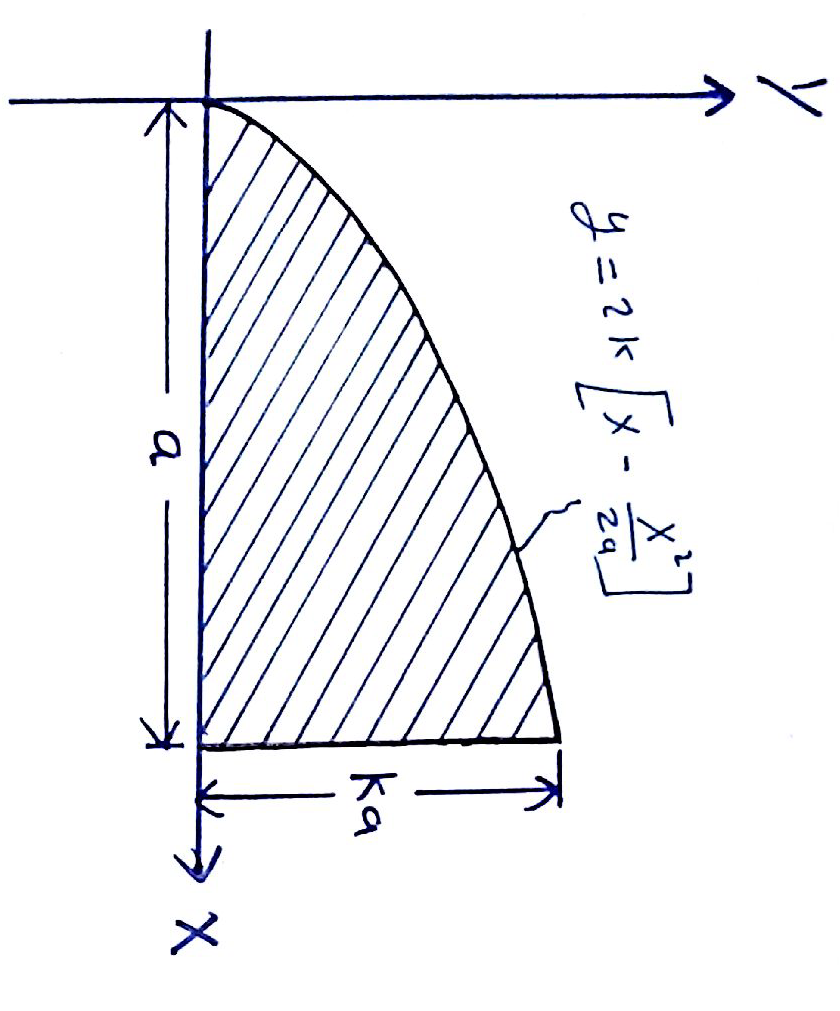 Y
y = 2k [x - x²/2a]
a
ka
X